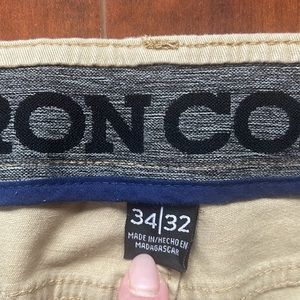 RON CO
34|32
MADE IN/HECHO EN
MADAGASCAR